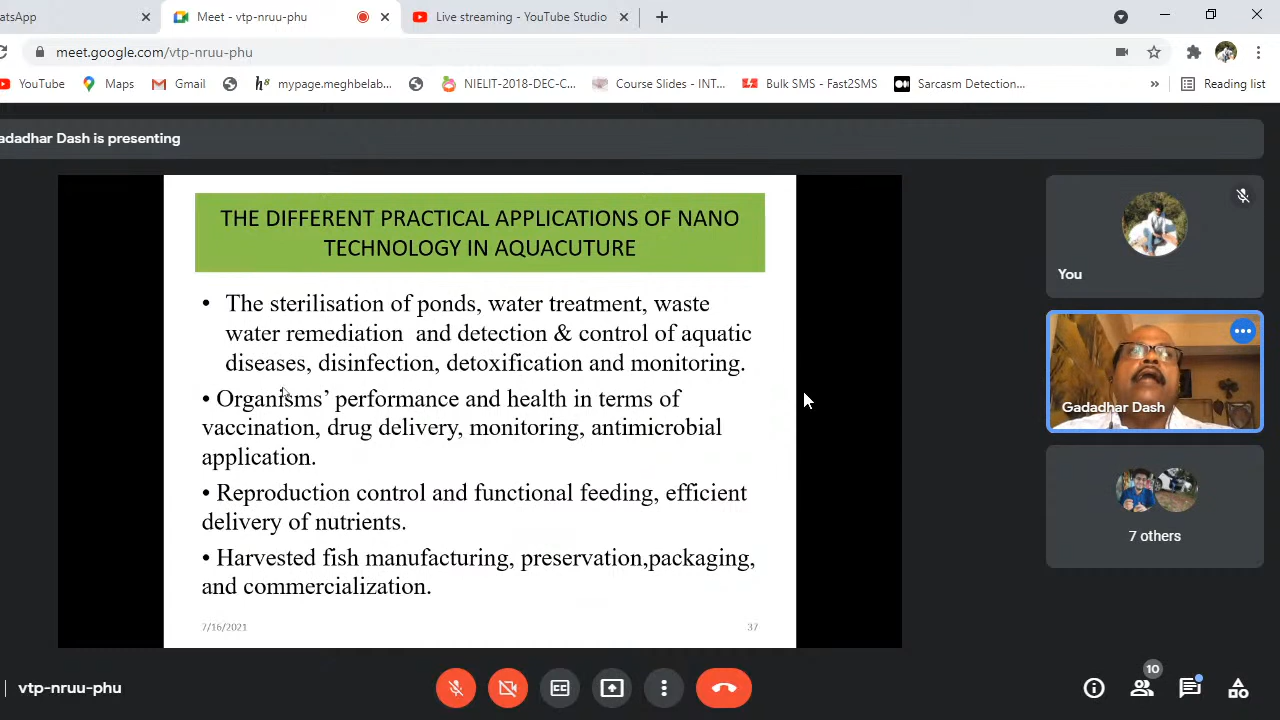 atsApp
Meet - vtp-nruu-phu
Live streaming - YouTube Studio
meet.google.com/vtp-nruu-phu
YouTube
Maps
Gmail
mypage.meghbelab...
NIELIT-2018-DEC-C...
Course Slides - INT...
Bulk SMS - Fast2SMS
Sarcasm Detection...
»
Reading list
adadhar Dash is presenting
THE DIFFERENT PRACTICAL APPLICATIONS OF NANO
TECHNOLOGY IN AQUACUTURE
• The sterilisation of ponds, water treatment, waste
water remediation and detection & control of aquatic
diseases, disinfection, detoxification and monitoring.
• Organisms’ performance and health in terms of
vaccination, drug delivery, monitoring, antimicrobial
application.
• Reproduction control and functional feeding, efficient
delivery of nutrients.
• Harvested fish manufacturing, preservation,packaging,
and commercialization.
7/16/2021
37
You
Gadadhar Dash
7 others
vtp-nruu-phu
CC
10